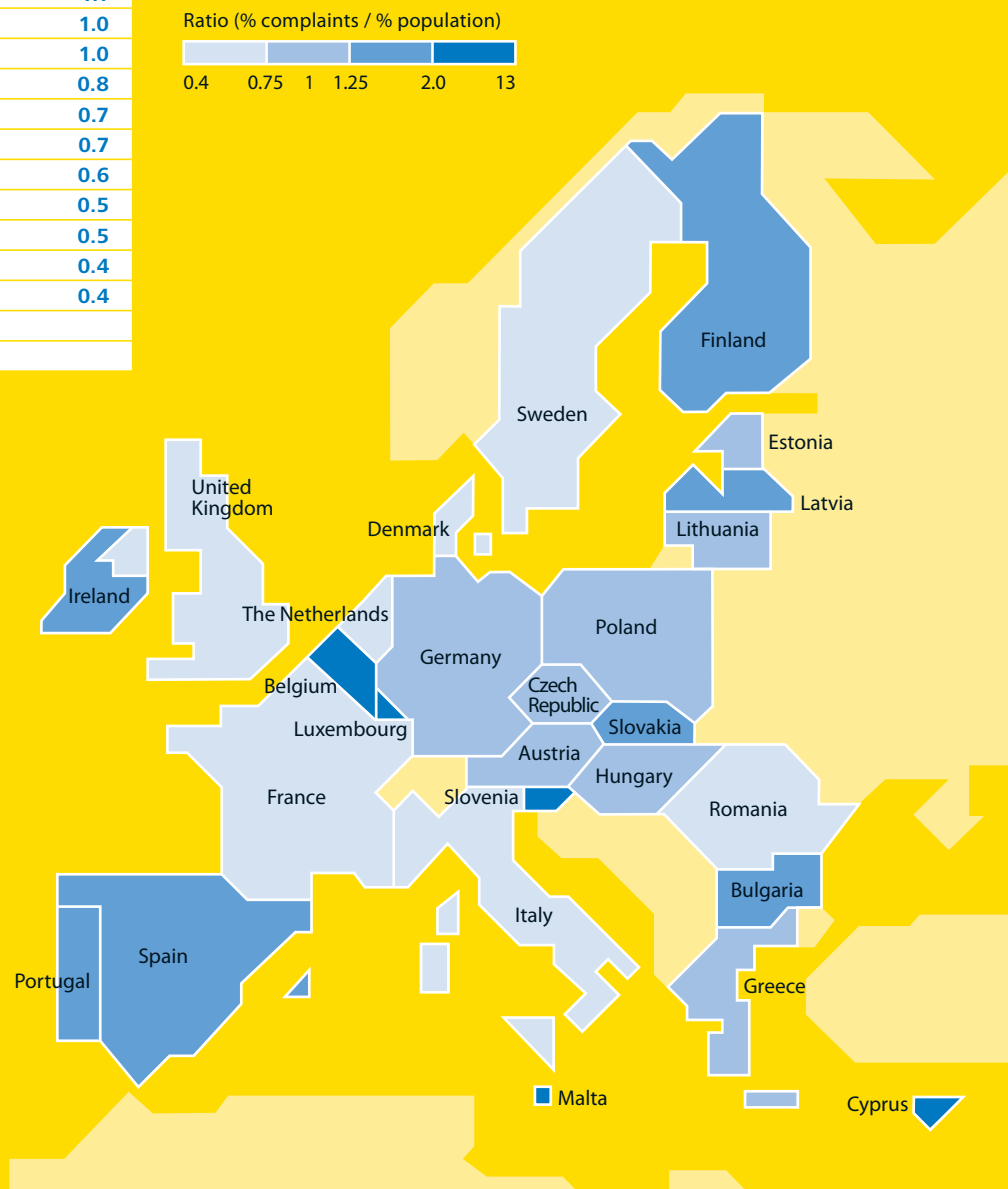 1.0
1.0
0.8
0.7
0.7
0.6
0.5
0.5
0.4
0.4
Ratio (% complaints / % population)
0.4 0.75 1 1.25 2.0 13
Finland
Sweden
Estonia
United
Kingdom
Latvia
Denmark
Lithuania
Ireland
The Netherlands
Poland
Germany
Belgium
Czech
Republic
Luxembourg
Slovakia
Austria
Hungary
France
Slovenia
Romania
Bulgaria
Italy
Spain
Portugal
Greece
Malta
Cyprus